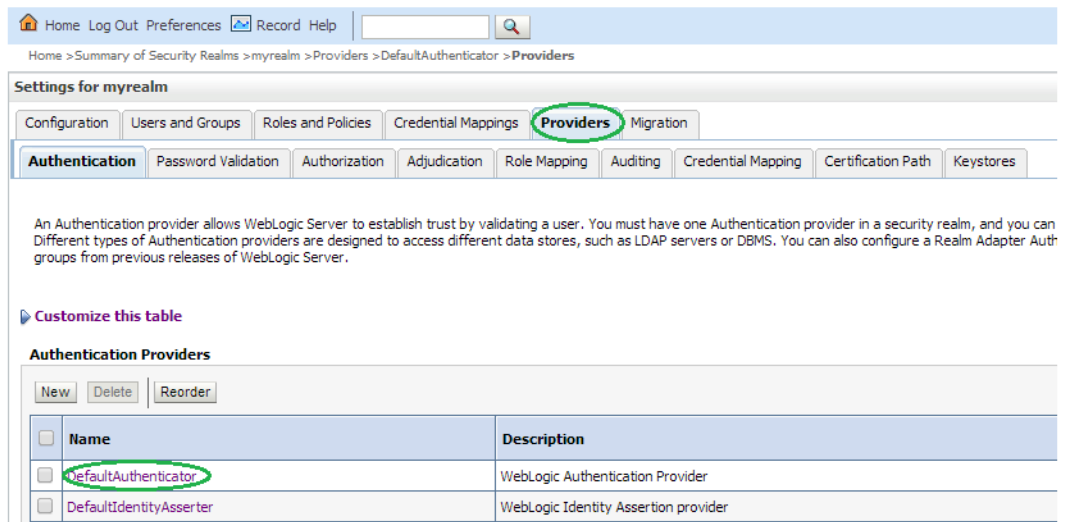 Home Log Out Preferences Record Help
Home >Summary of Security Realms >myrealm >Providers >DefaultAuthenticator >Providers
Settings for myrealm
Configuration Users and Groups Roles and Policies Credential Mappings Providers Migration
Authentication Password Validation Authorization Adjudication Role Mapping Auditing Credential Mapping Certification Path Keystores
An Authentication provider allows WebLogic Server to establish trust by validating a user. You must have one Authentication provider in a security realm, and you can
Different types of Authentication providers are designed to access different data stores, such as LDAP servers or DBMS. You can also configure a Realm Adapter Auth
groups from previous releases of WebLogic Server.
Customize this table
Authentication Providers
New Delete Reorder
Name Description
DefaultAuthenticator WebLogic Authentication Provider
DefaultIdentityAsserter WebLogic Identity Assertion provider